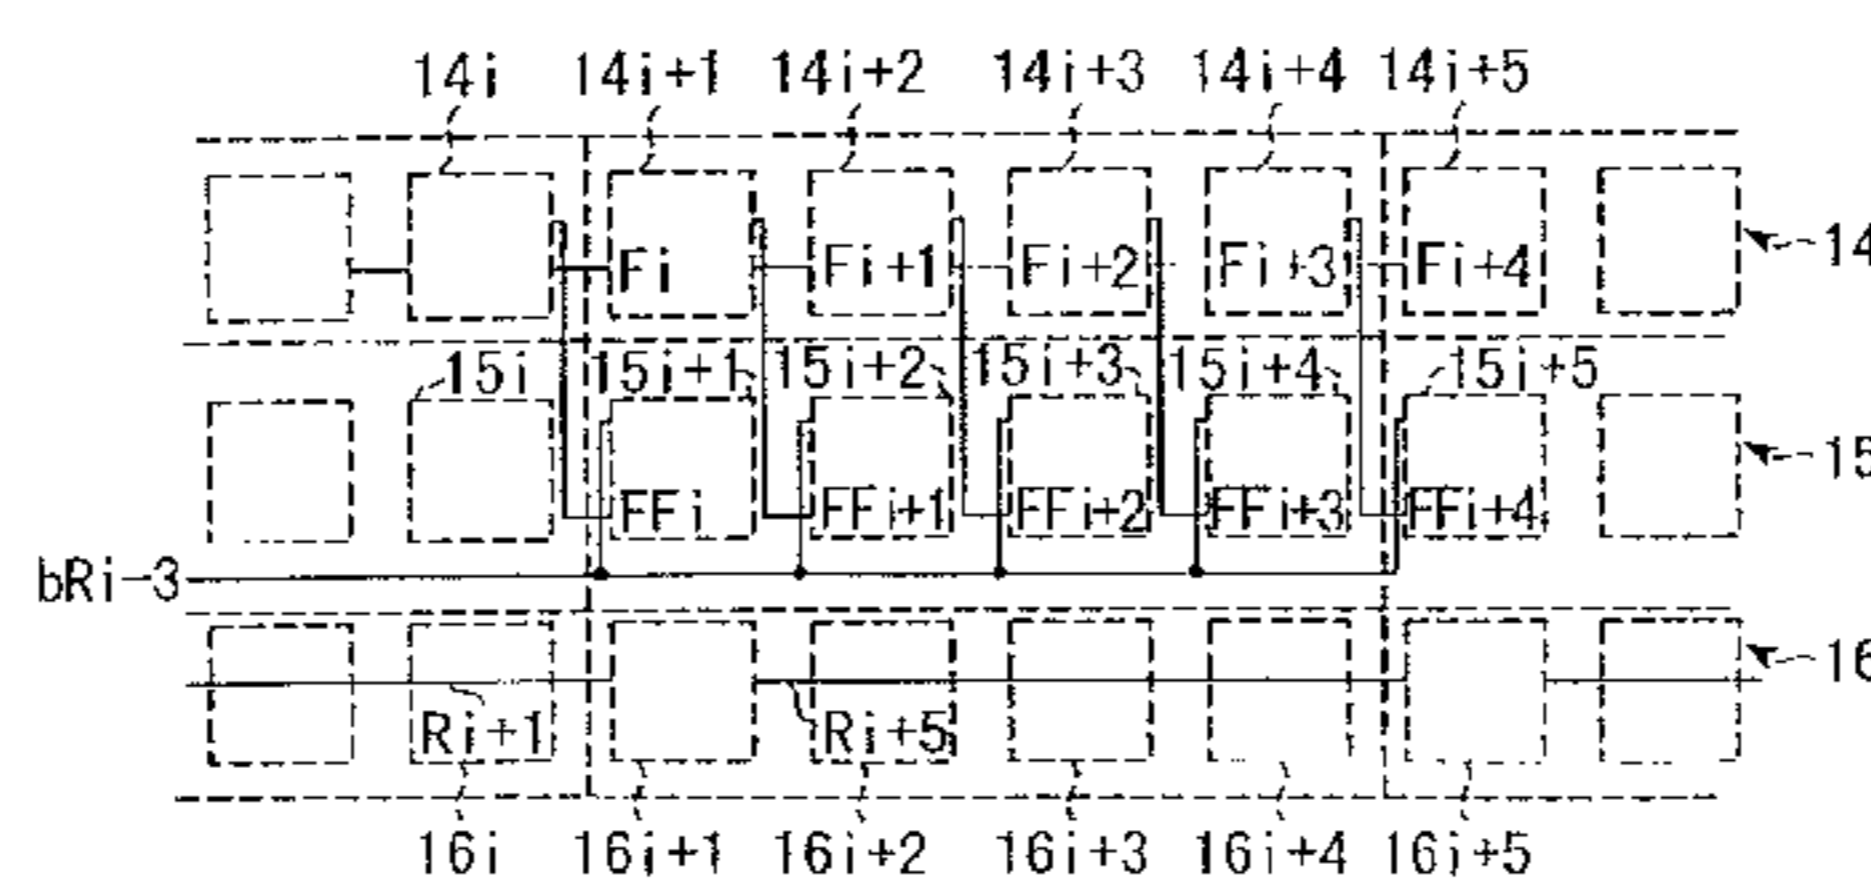 14i 14i+1 14i+2 14i+3 14i+4 14i+5
Fi Fi+1 Fi+2 Fi+3 Fi+4 14
15i 15i+1 15i+2 15i+3 15i+4 15i+5
15
FFi FFi+1 FFi+2 FFi+3 FFi+4
bRi-3
16
Ri+1 Ri+5
16i 16i+1 16i+2 16i+3 16i+4 16i+5